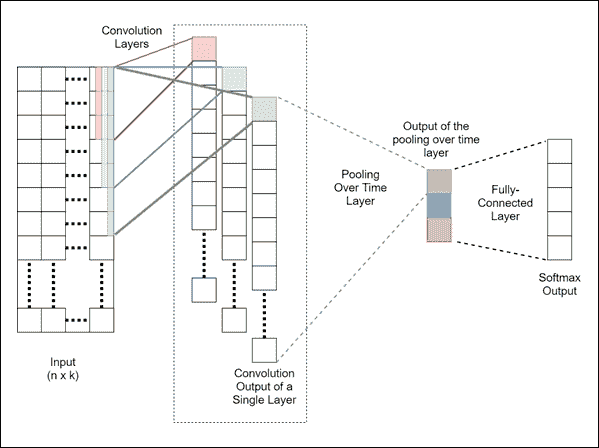 Convolution
Layers
Output of the
pooling over time
layer
Pooling
Over Time
Layer
Fully-
Connected
Layer
Softmax
Output
Input
(n x k)
Convolution
Output of a
Single Layer